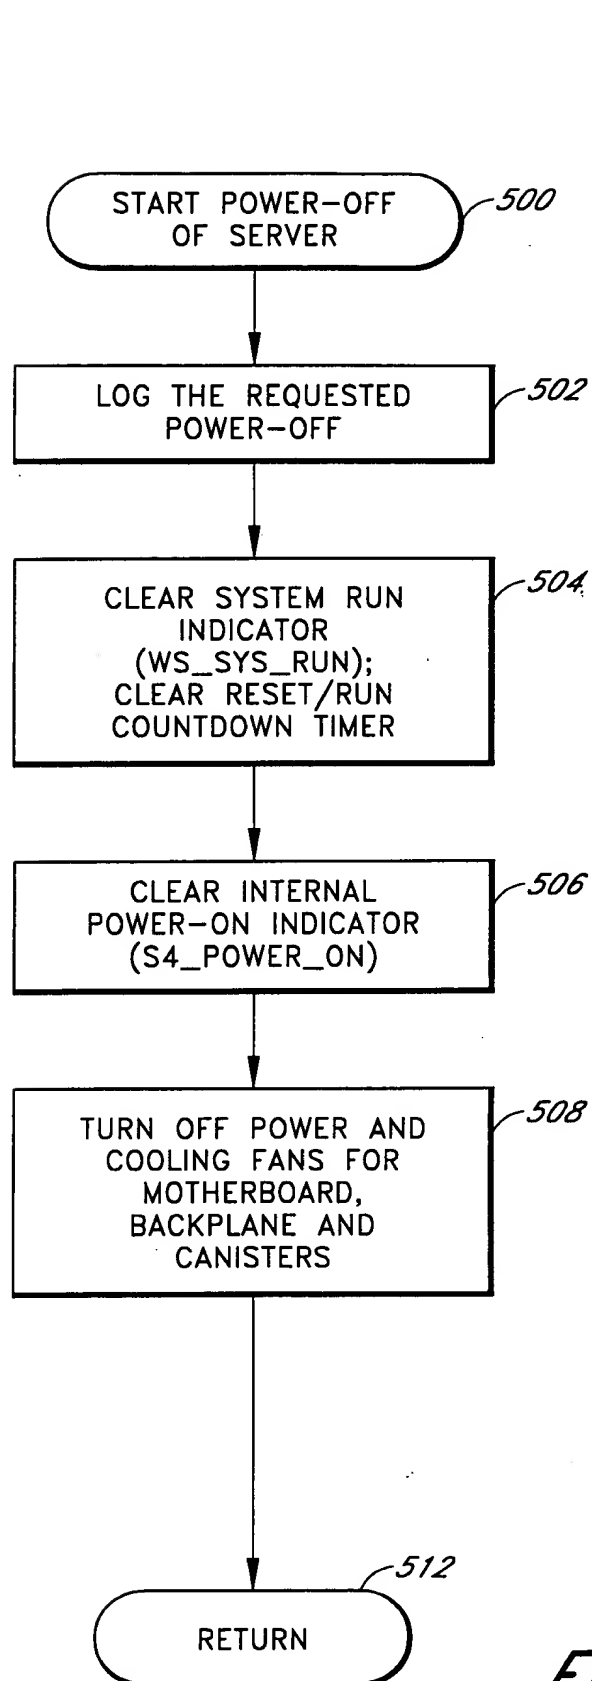 START POWER-OFF
OF SERVER
500
LOG THE REQUESTED
POWER-OFF
502
CLEAR SYSTEM RUN
INDICATOR
(WS_SYS_RUN);
CLEAR RESET/RUN
COUNTDOWN TIMER
504
CLEAR INTERNAL
POWER-ON INDICATOR
(S4_POWER_ON)
506
TURN OFF POWER AND
COOLING FANS FOR
MOTHERBOARD,
BACKPLANE AND
CANISTERS
508
512
RETURN